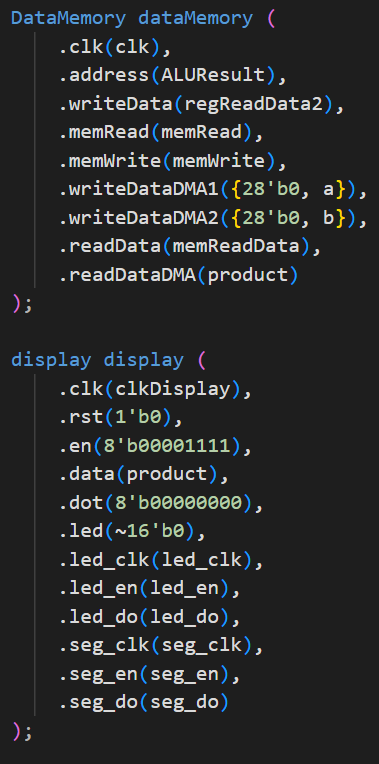 DataMemory dataMemory (
    .clk(clk),
    .address(ALUResult),
    .writeData(regReadData2),
    .memRead(memRead),
    .memWrite(memWrite),
    .writeDataDMA1({28'b0, a}),
    .writeDataDMA2({28'b0, b}),
    .readData(memReadData),
    .readDataDMA(product)
);

display display (
    .clk(clkDisplay),
    .rst(1'b0),
    .en(8'b00001111),
    .data(product),
    .dot(8'b00000000),
    .led(~16'b0),
    .led_clk(led_clk),
    .led_en(led_en),
    .led_do(led_do),
    .seg_clk(seg_clk),
    .seg_en(seg_en),
    .seg_do(seg_do)
);